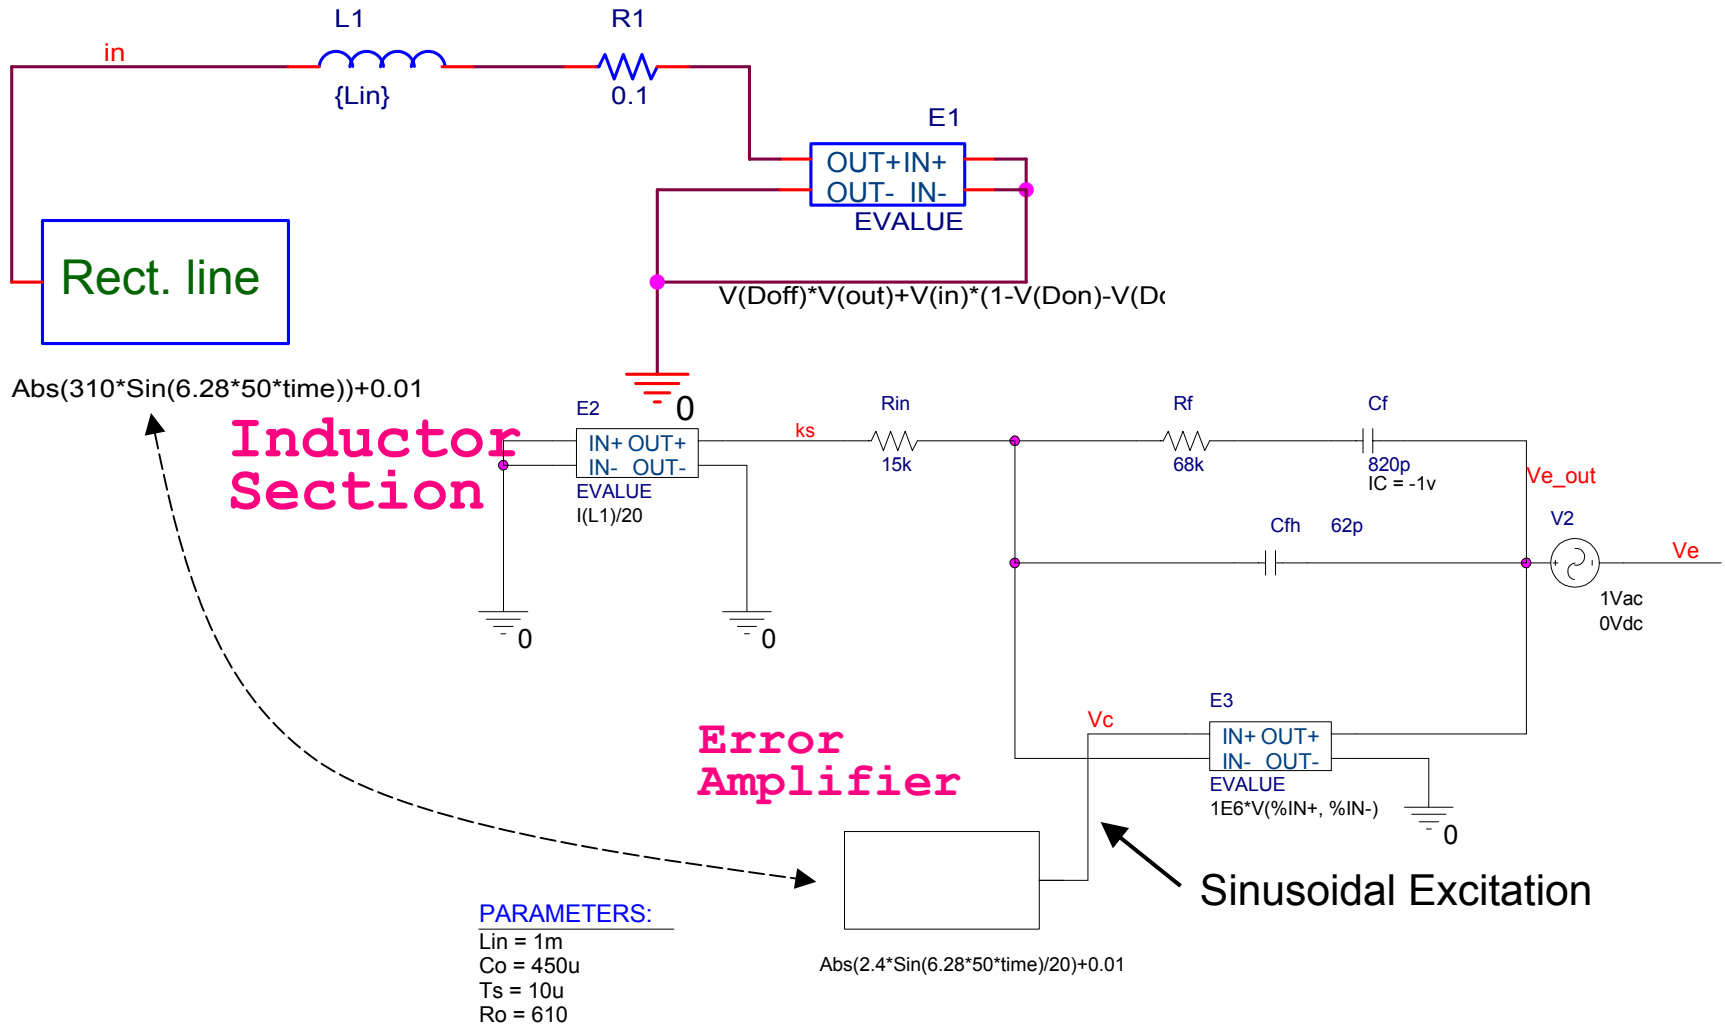 L1
R1
in
{Lin}
0.1
E1
OUT+IN+
OUT- IN-
EVALUE
Rect. line
V(Doff)*V(out)+V(in)*(1-V(Don)-V(Do
Abs(310*Sin(6.28*50*time))+0.01
0
Inductor
Section
E2
IN+ OUT+
IN- OUT-
EVALUE
I(L1)/20
0
0
ks
Rin
15k
Rf
68k
Cf
820p
IC = -1v
Ve_out
Cfh
62p
V2
+
-
Ve
1Vac
0Vdc
Error
Amplifier
Vc
E3
IN+ OUT+
IN- OUT-
EVALUE
1E6*V(%IN+, %IN-)
0
Sinusoidal Excitation
Abs(2.4*Sin(6.28*50*time)/20)+0.01
PARAMETERS:
Lin = 1m
Co = 450u
Ts = 10u
Ro = 610